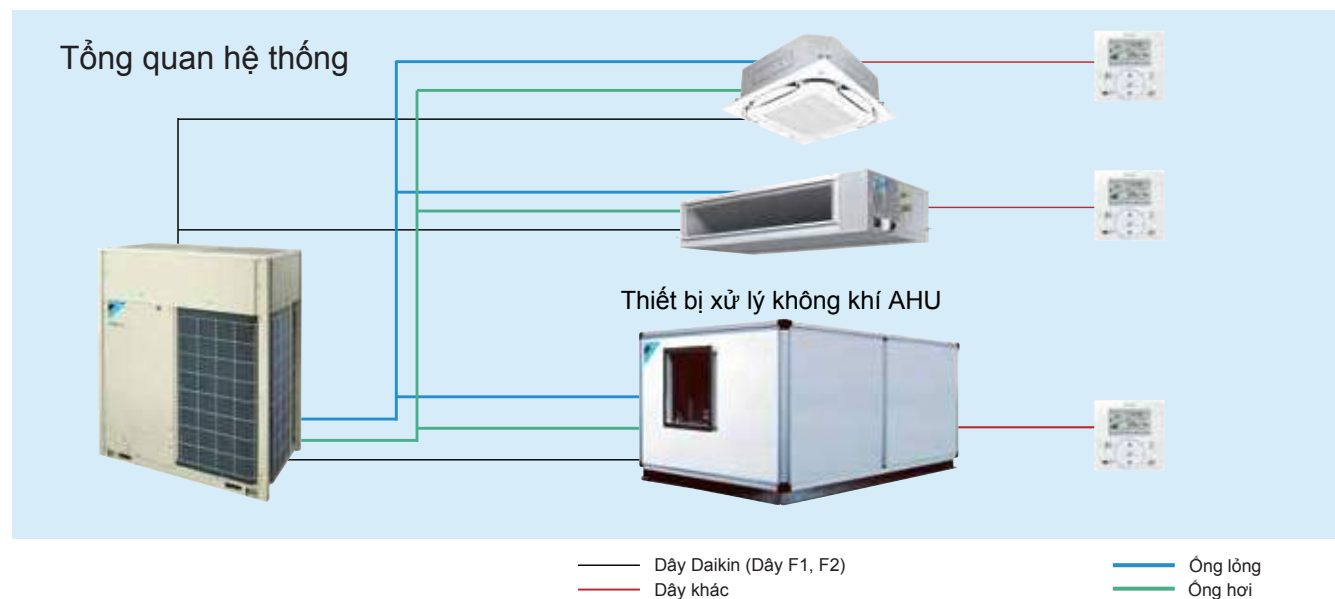 Tổng quan hệ thống
Thiết bị xử lý không khí AHU
Dây Daikin (Dây F1, F2)
Dây khác
Ống lỏng
Ống hơi